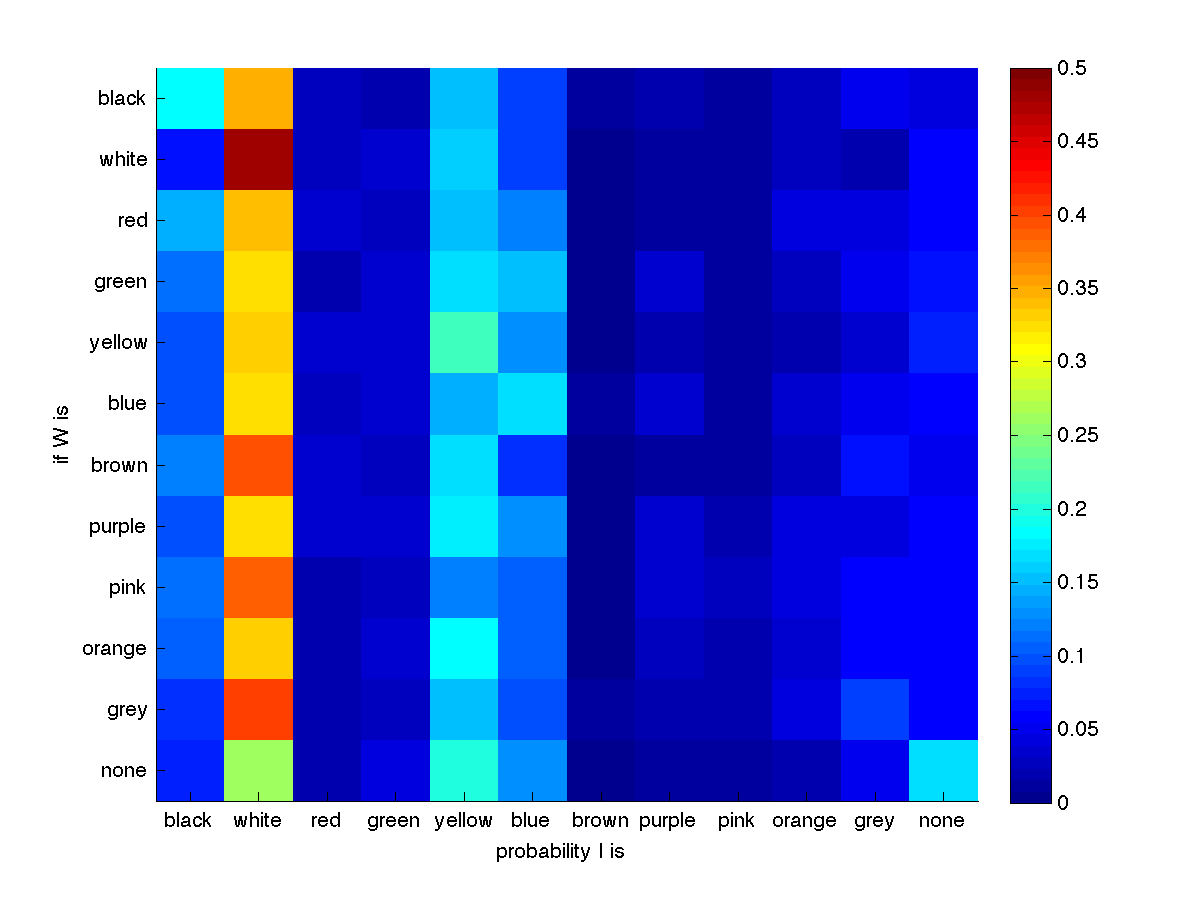 black
white
red
green
yellow
blue
brown
purple
pink
orange
grey
none
if W is
black white red green yellow blue brown purple pink orange grey none
probability I is
0.5
0.45
0.4
0.35
0.3
0.25
0.2
0.15
0.1
0.05
0